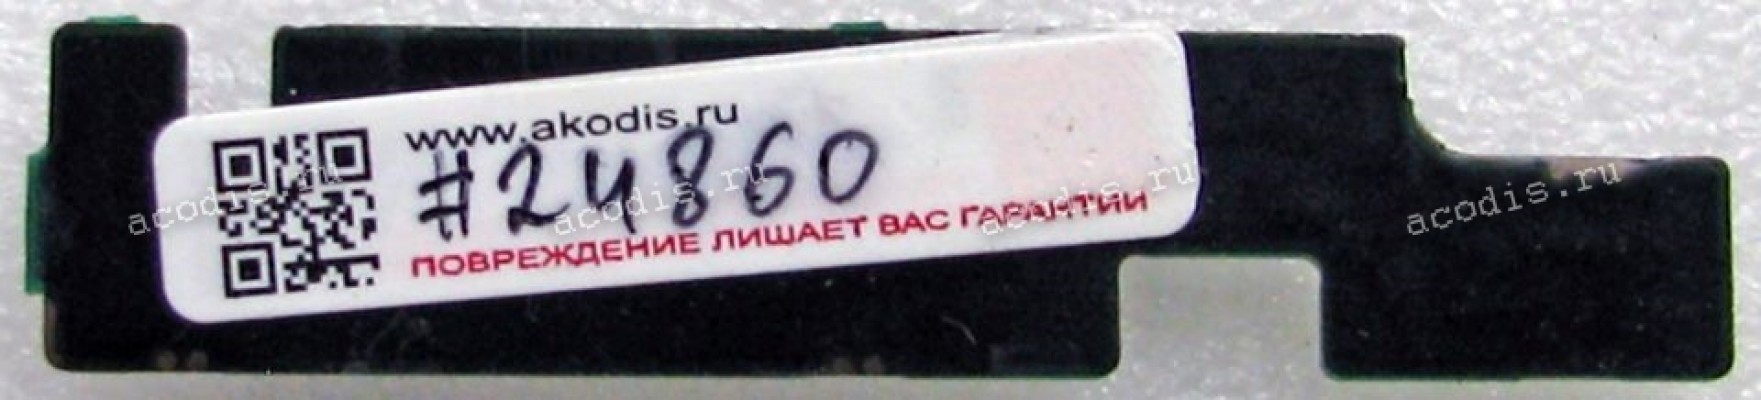 www.akodis.ru
#24860
ПОВРЕЖДЕНИЕ ЛИШАЕТ ВАС ГАРАНТИИ
acodis.ru
acodis.ru
acodis.ru
acodis.ru